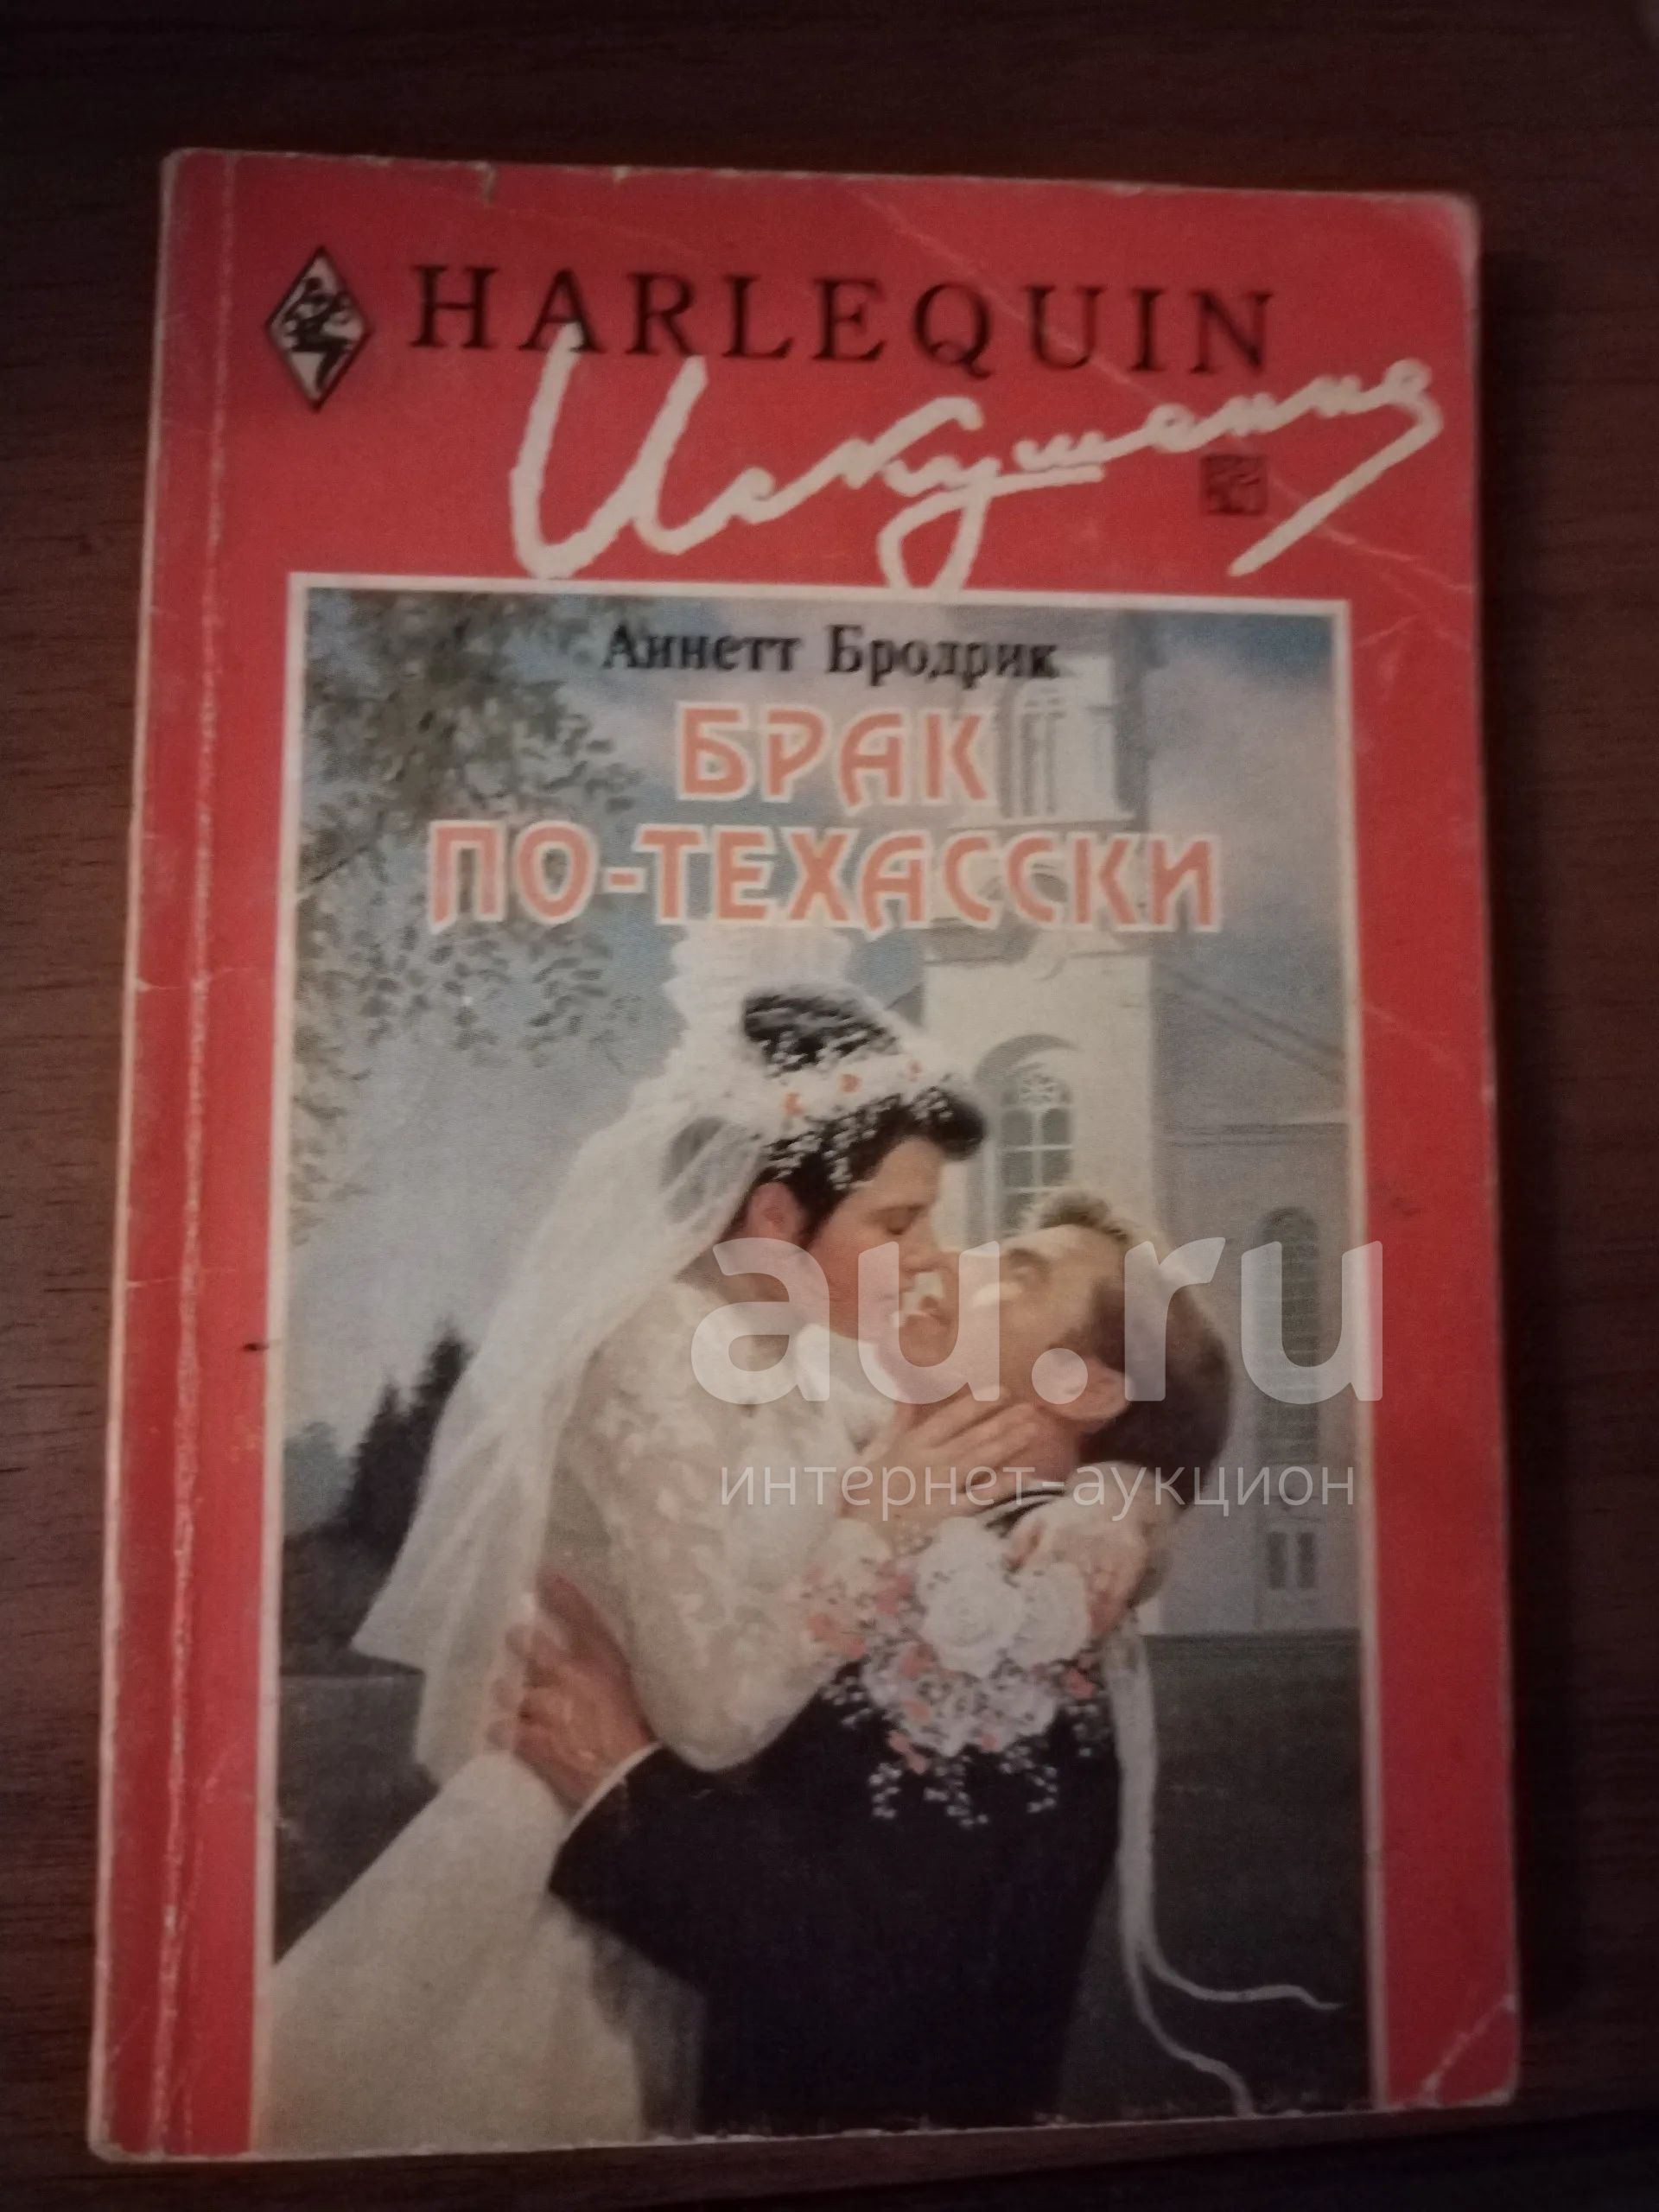 HARLEQUIN
Искушение
Аннетт Бродрик
БРАК
ПО-ТЕХАССКИ
au.ru
интернет-аукцион